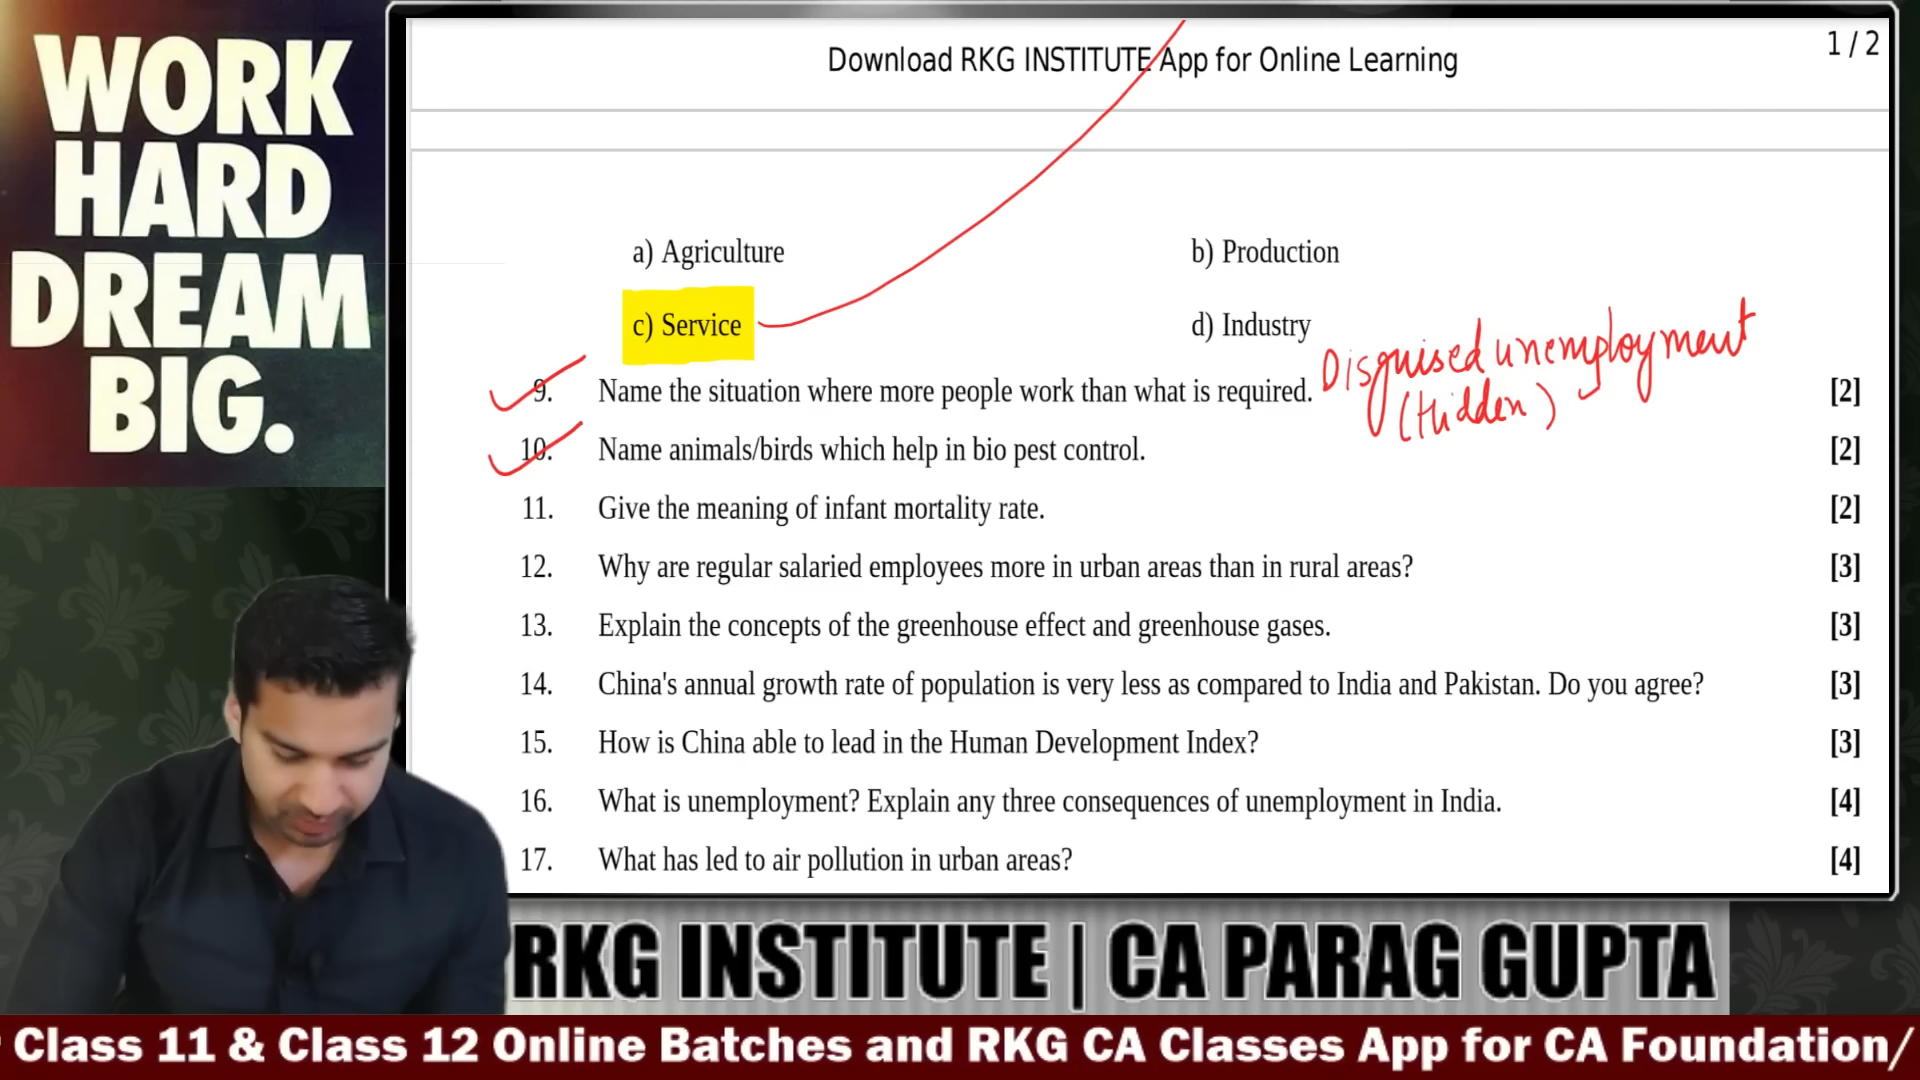 WORK
HARD
DREAM
BIG.
Download RKG INSTITUTE App for Online Learning
1 / 2
a) Agriculture
b) Production
c) Service
d) Industry
Disguised unemployment
(Hidden)
9. Name the situation where more people work than what is required. [2]
10. Name animals/birds which help in bio pest control. [2]
11. Give the meaning of infant mortality rate. [2]
12. Why are regular salaried employees more in urban areas than in rural areas? [3]
13. Explain the concepts of the greenhouse effect and greenhouse gases. [3]
14. China's annual growth rate of population is very less as compared to India and Pakistan. Do you agree? [3]
15. How is China able to lead in the Human Development Index? [3]
16. What is unemployment? Explain any three consequences of unemployment in India. [4]
17. What has led to air pollution in urban areas? [4]
RKG INSTITUTE | CA PARAG GUPTA
Class 11 & Class 12 Online Batches and RKG CA Classes App for CA Foundation/